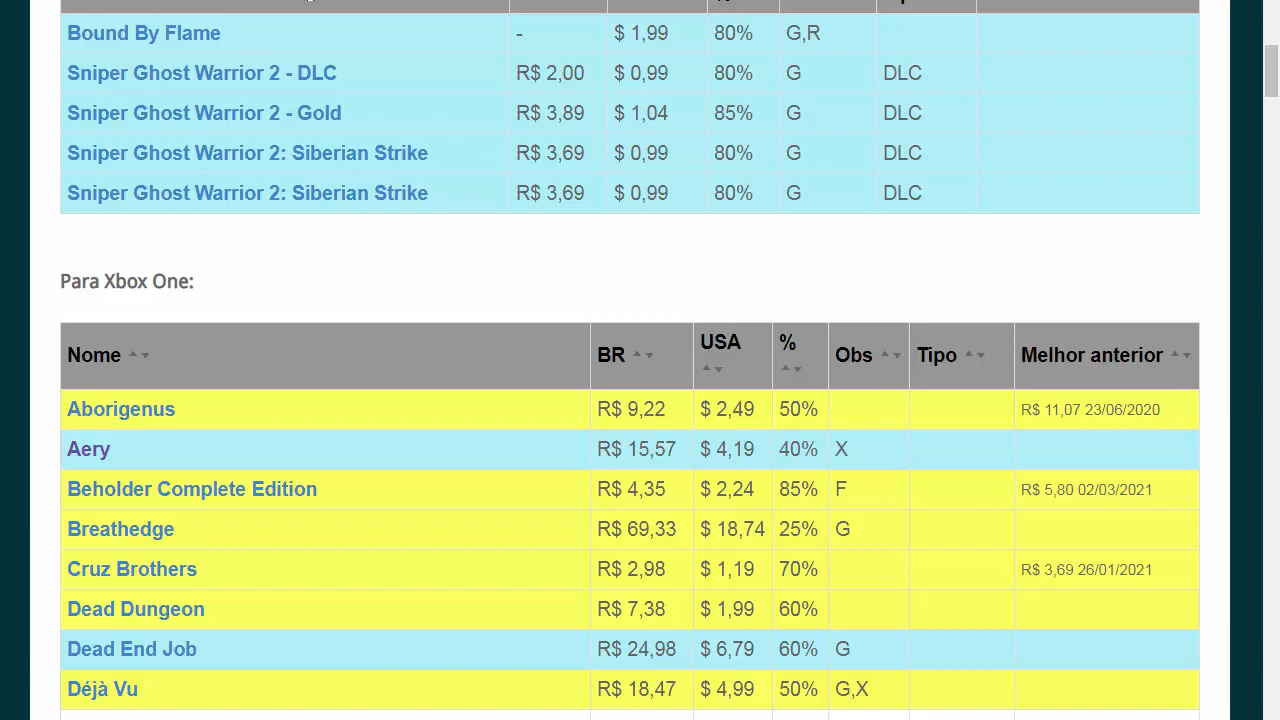 Bound By Flame - $ 1,99 80% G,R
Sniper Ghost Warrior 2 - DLC R$ 2,00 $ 0,99 80% G DLC
Sniper Ghost Warrior 2 - Gold R$ 3,89 $ 1,04 85% G DLC
Sniper Ghost Warrior 2: Siberian Strike R$ 3,69 $ 0,99 80% G DLC
Sniper Ghost Warrior 2: Siberian Strike R$ 3,69 $ 0,99 80% G DLC
Para Xbox One:
Nome BR USA % Obs Tipo Melhor anterior
Aborigenus R$ 9,22 $ 2,49 50% R$ 11,07 23/06/2020
Aery R$ 15,57 $ 4,19 40% X
Beholder Complete Edition R$ 4,35 $ 2,24 85% F R$ 5,80 02/03/2021
Breathedge R$ 69,33 $ 18,74 25% G
Cruz Brothers R$ 2,98 $ 1,19 70% R$ 3,69 26/01/2021
Dead Dungeon R$ 7,38 $ 1,99 60%
Dead End Job R$ 24,98 $ 6,79 60% G
Déjà Vu R$ 18,47 $ 4,99 50% G,X